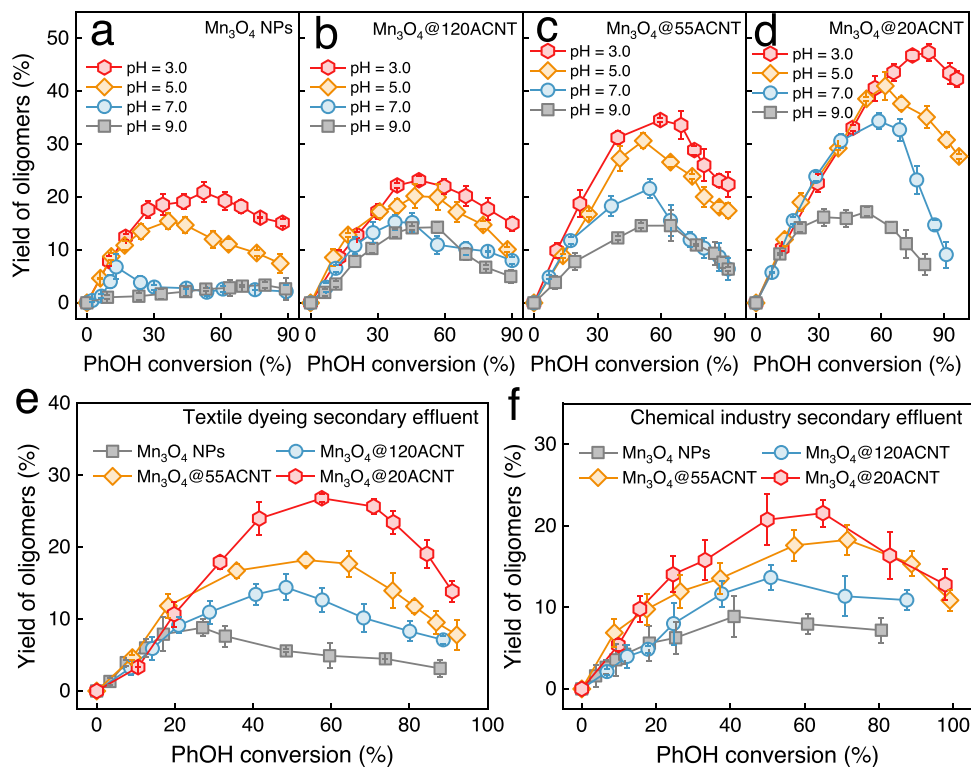 a
Mn₃O₄ NPs
b
Mn₃O₄@120ACNT
c
Mn₃O₄@55ACNT
d
Mn₃O₄@20ACNT
pH = 3.0
pH = 5.0
pH = 7.0
pH = 9.0
pH = 3.0
pH = 5.0
pH = 7.0
pH = 9.0
pH = 3.0
pH = 5.0
pH = 7.0
pH = 9.0
pH = 3.0
pH = 5.0
pH = 7.0
pH = 9.0
Yield of oligomers (%)
50
40
30
20
10
0
0 30 60 90
0 30 60 90
0 30 60 90
0 30 60 90
PhOH conversion (%)
PhOH conversion (%)
PhOH conversion (%)
PhOH conversion (%)
e
Textile dyeing secondary effluent
Mn₃O₄ NPs
Mn₃O₄@120ACNT
Mn₃O₄@55ACNT
Mn₃O₄@20ACNT
Yield of oligomers (%)
40
30
20
10
0
0 20 40 60 80 100
PhOH conversion (%)
f
Chemical industry secondary effluent
Mn₃O₄ NPs
Mn₃O₄@120ACNT
Mn₃O₄@55ACNT
Mn₃O₄@20ACNT
Yield of oligomers (%)
30
20
10
0
0 20 40 60 80 100
PhOH conversion (%)